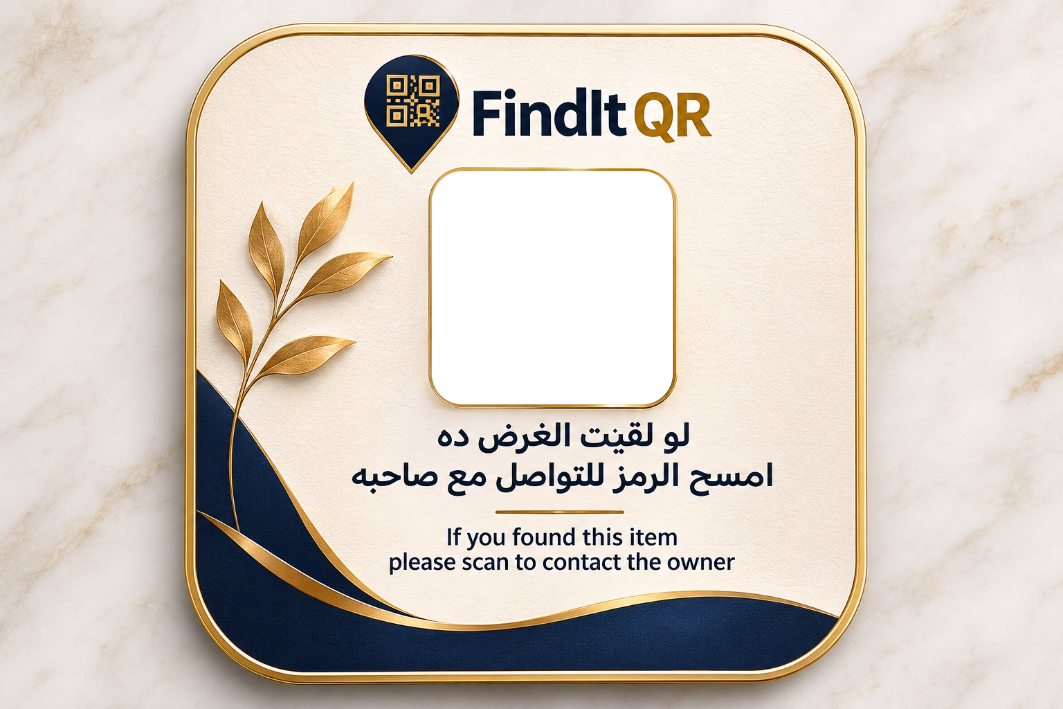 FindIt QR
لو لقيت الغرض ده
امسح الرمز للتواصل مع صاحبه
If you found this item
please scan to contact the owner